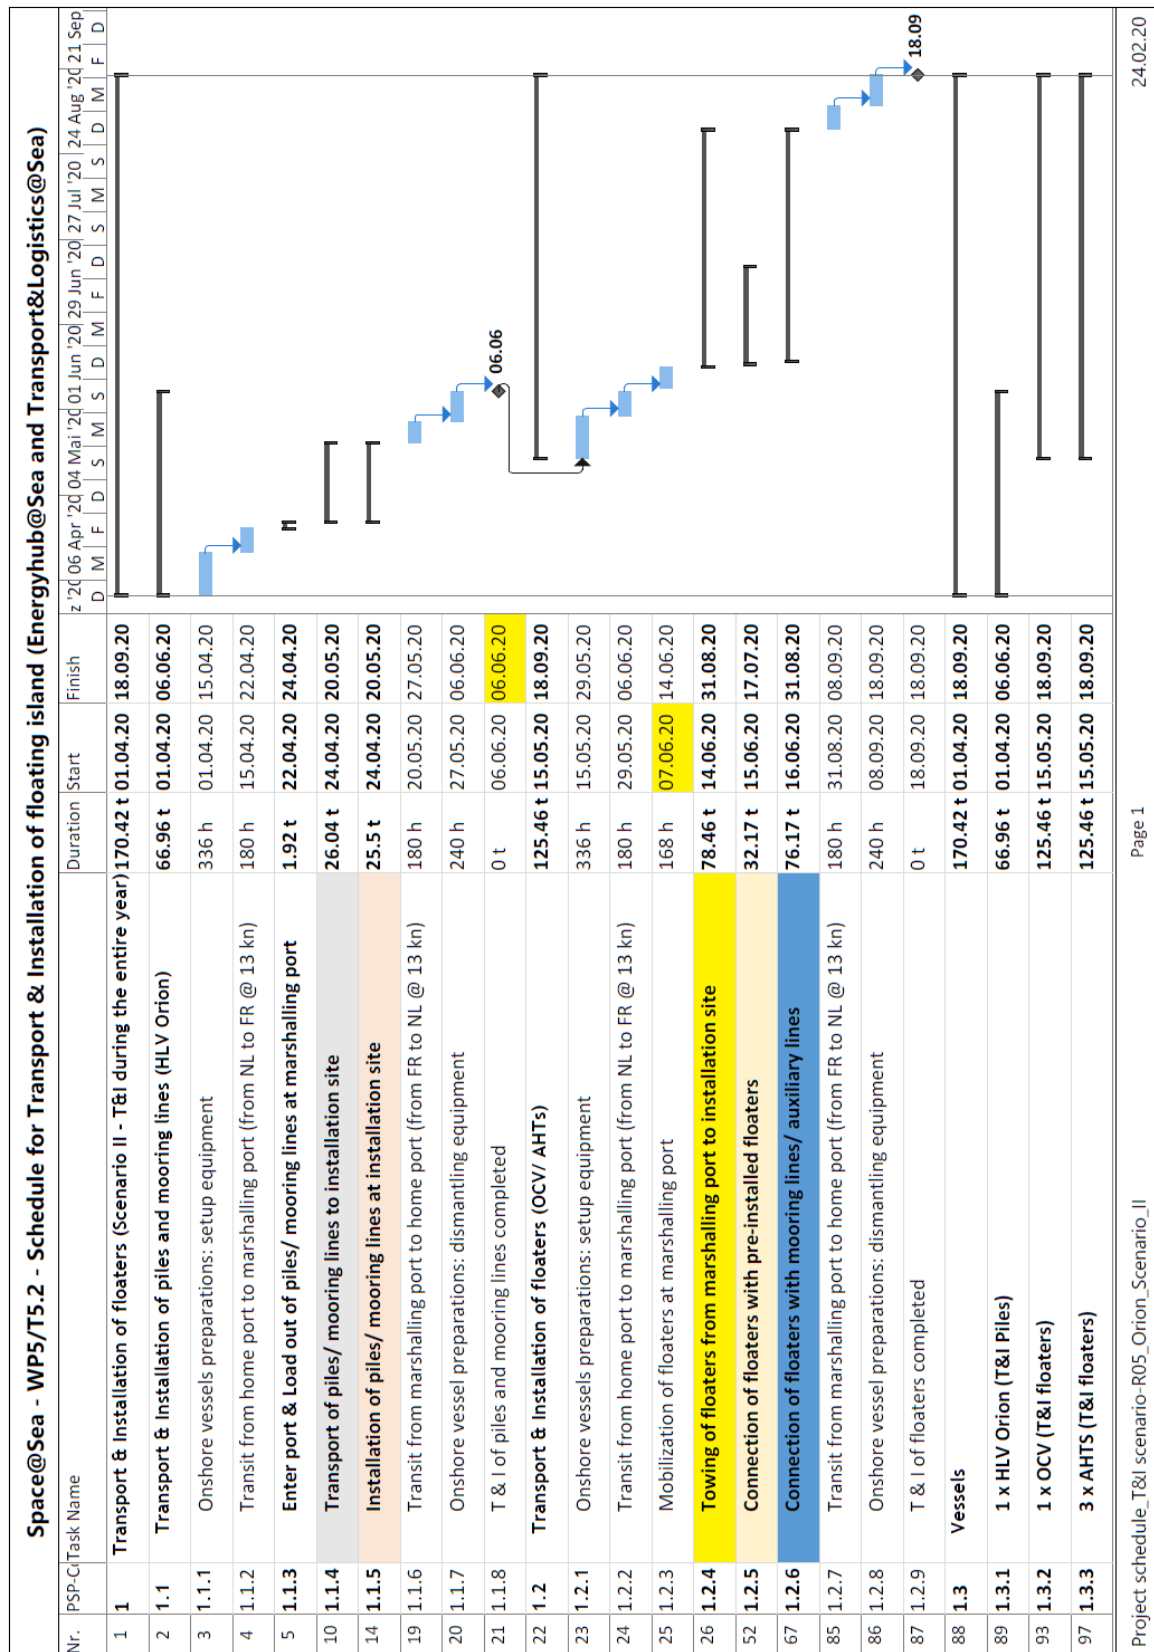 Space@Sea - WP5/T5.2 - Schedule for Transport & Installation of floating island (Energyhub@Sea and Transport&Logistics@Sea)
Nr. PSP-Co Task Name Duration Start Finish z '20 06 Apr '20 04 Mai '20 01 Jun '20 29 Jun '20 27 Jul '20 24 Aug '20 21 Sep
D M F D S M S D M F D S M S D M F D
1 1 Transport & Installation of floaters (Scenario II - T&I during the entire year) 170.42 t 01.04.20 18.09.20
2 1.1 Transport & Installation of piles and mooring lines (HLV Orion) 66.96 t 01.04.20 06.06.20
3 1.1.1 Onshore vessels preparations: setup equipment 336 h 01.04.20 15.04.20
4 1.1.2 Transit from home port to marshalling port (from NL to FR @ 13 kn) 180 h 15.04.20 22.04.20
5 1.1.3 Enter port & Load out of piles/ mooring lines at marshalling port 1.92 t 22.04.20 24.04.20
10 1.1.4 Transport of piles/ mooring lines to installation site 26.04 t 24.04.20 20.05.20
14 1.1.5 Installation of piles/ mooring lines at installation site 25.5 t 24.04.20 20.05.20
19 1.1.6 Transit from marshalling port to home port (from FR to NL @ 13 kn) 180 h 20.05.20 27.05.20
20 1.1.7 Onshore vessel preparations: dismantling equipment 240 h 27.05.20 06.06.20
21 1.1.8 T & I of piles and mooring lines completed 0 t 06.06.20 06.06.20 06.06
22 1.2 Transport & Installation of floaters (OCV/ AHTs) 125.46 t 15.05.20 18.09.20
23 1.2.1 Onshore vessels preparations: setup equipment 336 h 15.05.20 29.05.20
24 1.2.2 Transit from home port to marshalling port (from NL to FR @ 13 kn) 180 h 29.05.20 06.06.20
25 1.2.3 Mobilization of floaters at marshalling port 168 h 07.06.20 14.06.20
26 1.2.4 Towing of floaters from marshalling port to installation site 78.46 t 14.06.20 31.08.20
52 1.2.5 Connection of floaters with pre-installed floaters 32.17 t 15.06.20 17.07.20
67 1.2.6 Connection of floaters with mooring lines/ auxiliary lines 76.17 t 16.06.20 31.08.20
85 1.2.7 Transit from marshalling port to home port (from FR to NL @ 13 kn) 180 h 31.08.20 08.09.20
86 1.2.8 Onshore vessel preparations: dismantling equipment 240 h 08.09.20 18.09.20
87 1.2.9 T & I of floaters completed 0 t 18.09.20 18.09.20 18.09
88 1.3 Vessels 170.42 t 01.04.20 18.09.20
89 1.3.1 1 x HLV Orion (T&I Piles) 66.96 t 01.04.20 06.06.20
93 1.3.2 1 x OCV (T&I floaters) 125.46 t 15.05.20 18.09.20
97 1.3.3 3 x AHTS (T&I floaters) 125.46 t 15.05.20 18.09.20
Project schedule_T&I scenario-R05_Orion_Scenario_II Page 1 24.02.20